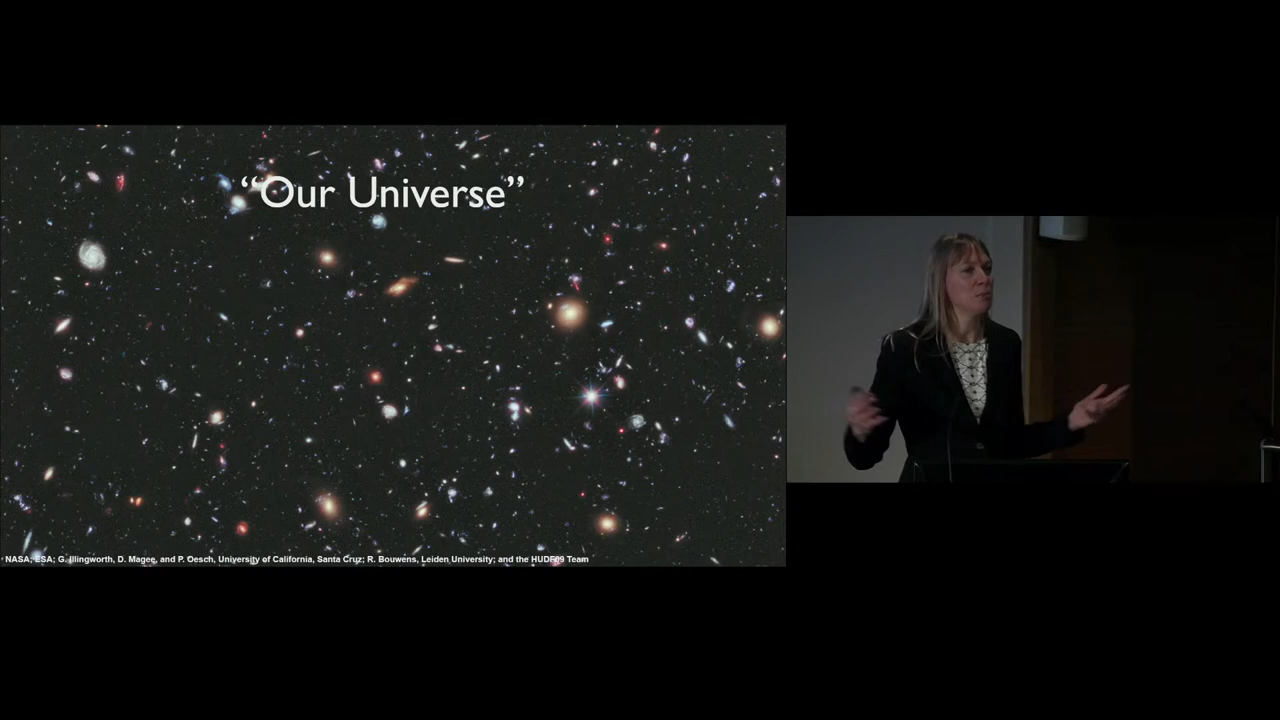 “Our Universe”
NASA; ESA; G. Illingworth, D. Magee, and P. Oesch, University of California, Santa Cruz; R. Bouwens, Leiden University; and the HUDF09 Team